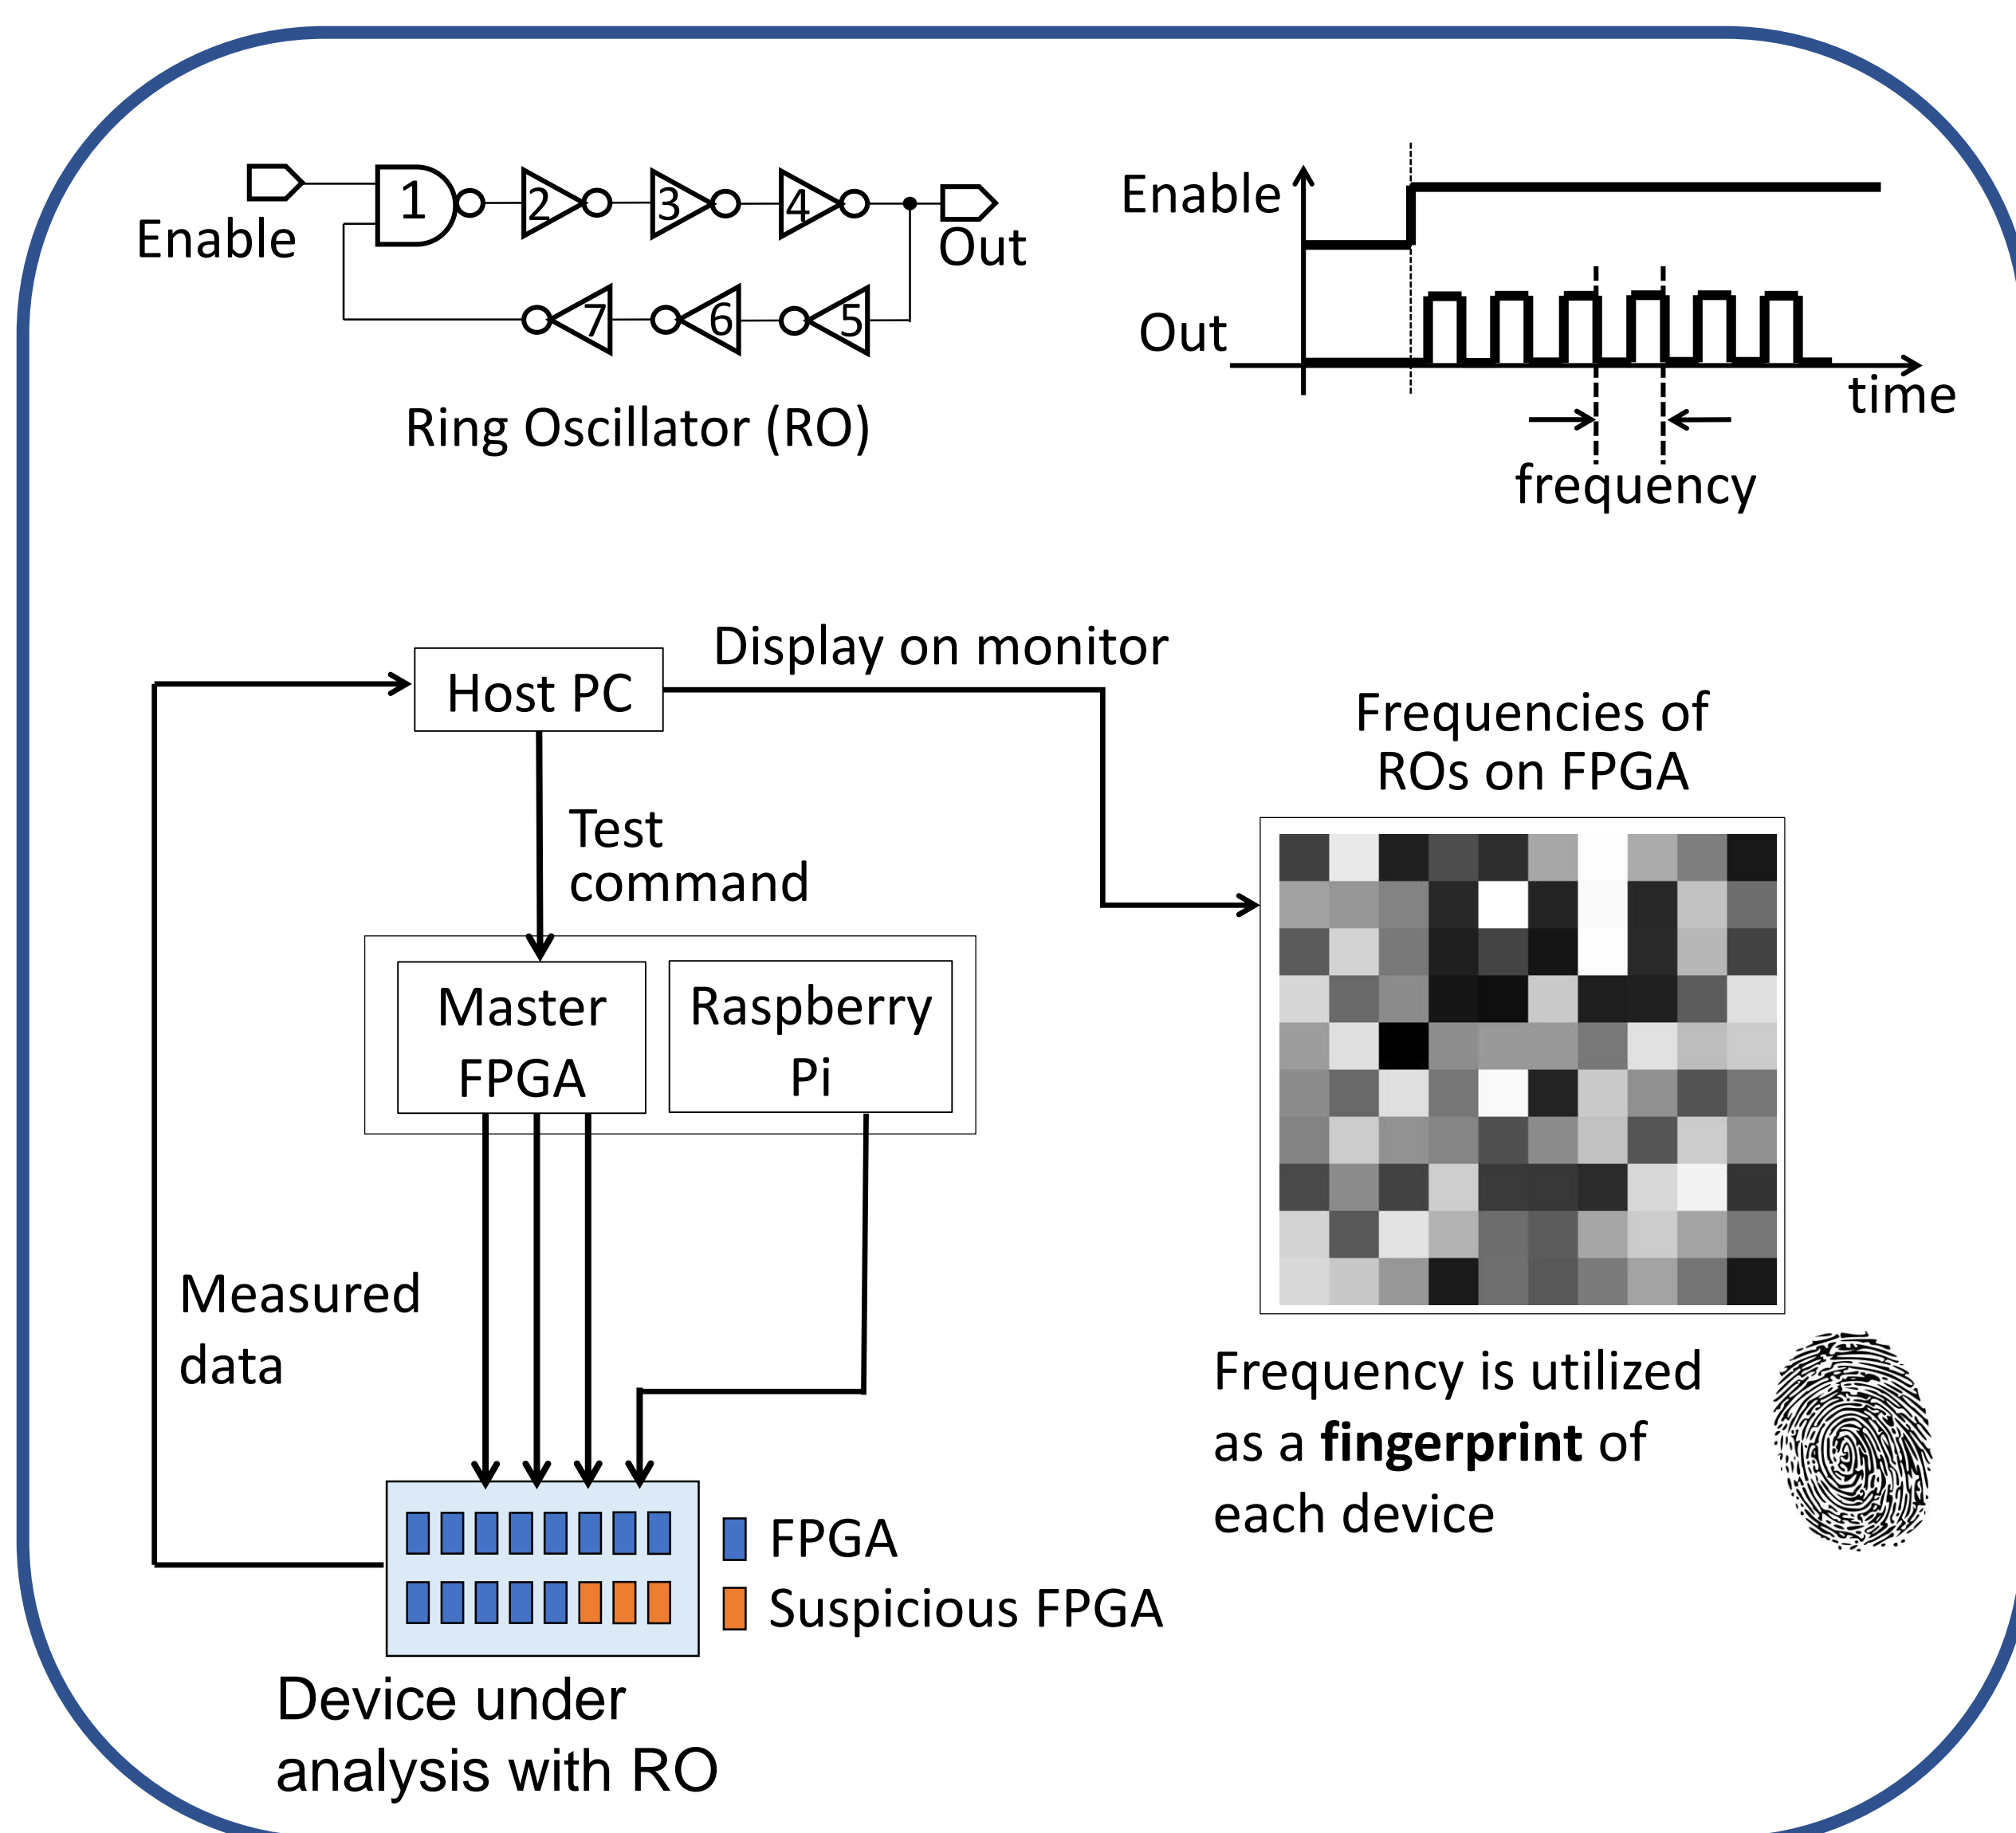 Enable
1
2
3
4
Out
7
6
5
Ring Oscillator (RO)
Enable
Out
time
frequency
Host PC
Display on monitor
Test
command
Master
FPGA
Raspberry
Pi
Measured
data
Frequencies of
ROs on FPGA
Frequency is utilized
as a fingerprint of
each device
FPGA
Suspicious FPGA
Device under
analysis with RO